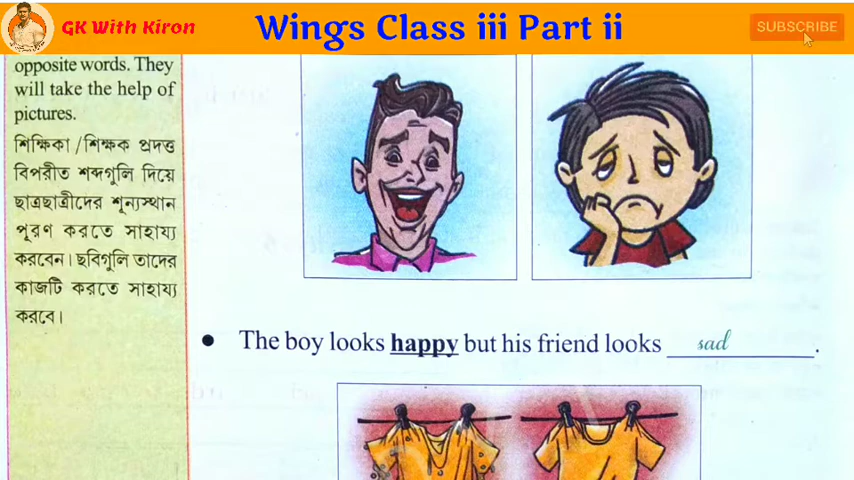 GK With Kiron
Wings Class iii Part ii
SUBSCRIBE
opposite words. They
will take the help of
pictures.
শিক্ষিকা/শিক্ষক প্রদত্ত
বিপরীত শব্দগুলি দিয়ে
ছাত্রছাত্রীদের শূন্যস্থান
পূরণ করতে সাহায্য
করবেন। ছবিগুলি তাদের
কাজটি করতে সাহায্য
করবে।
• The boy looks happy but his friend looks sad.